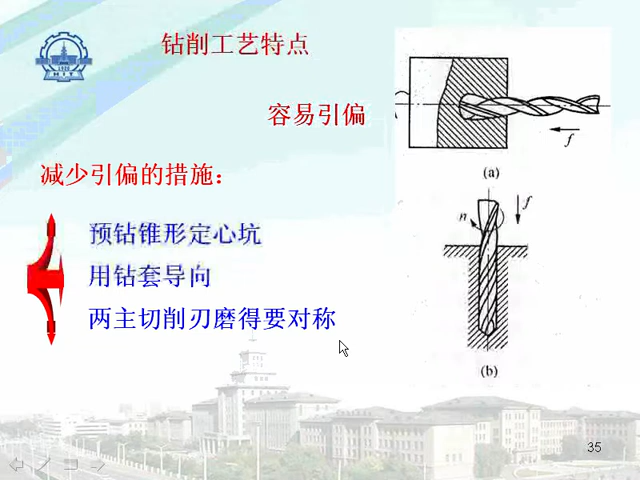 钻削工艺特点
容易引偏
减少引偏的措施：
预钻锥形定心坑
用钻套导向
两主切削刃磨得要对称
f
(a)
n
f
(b)
HIT
35